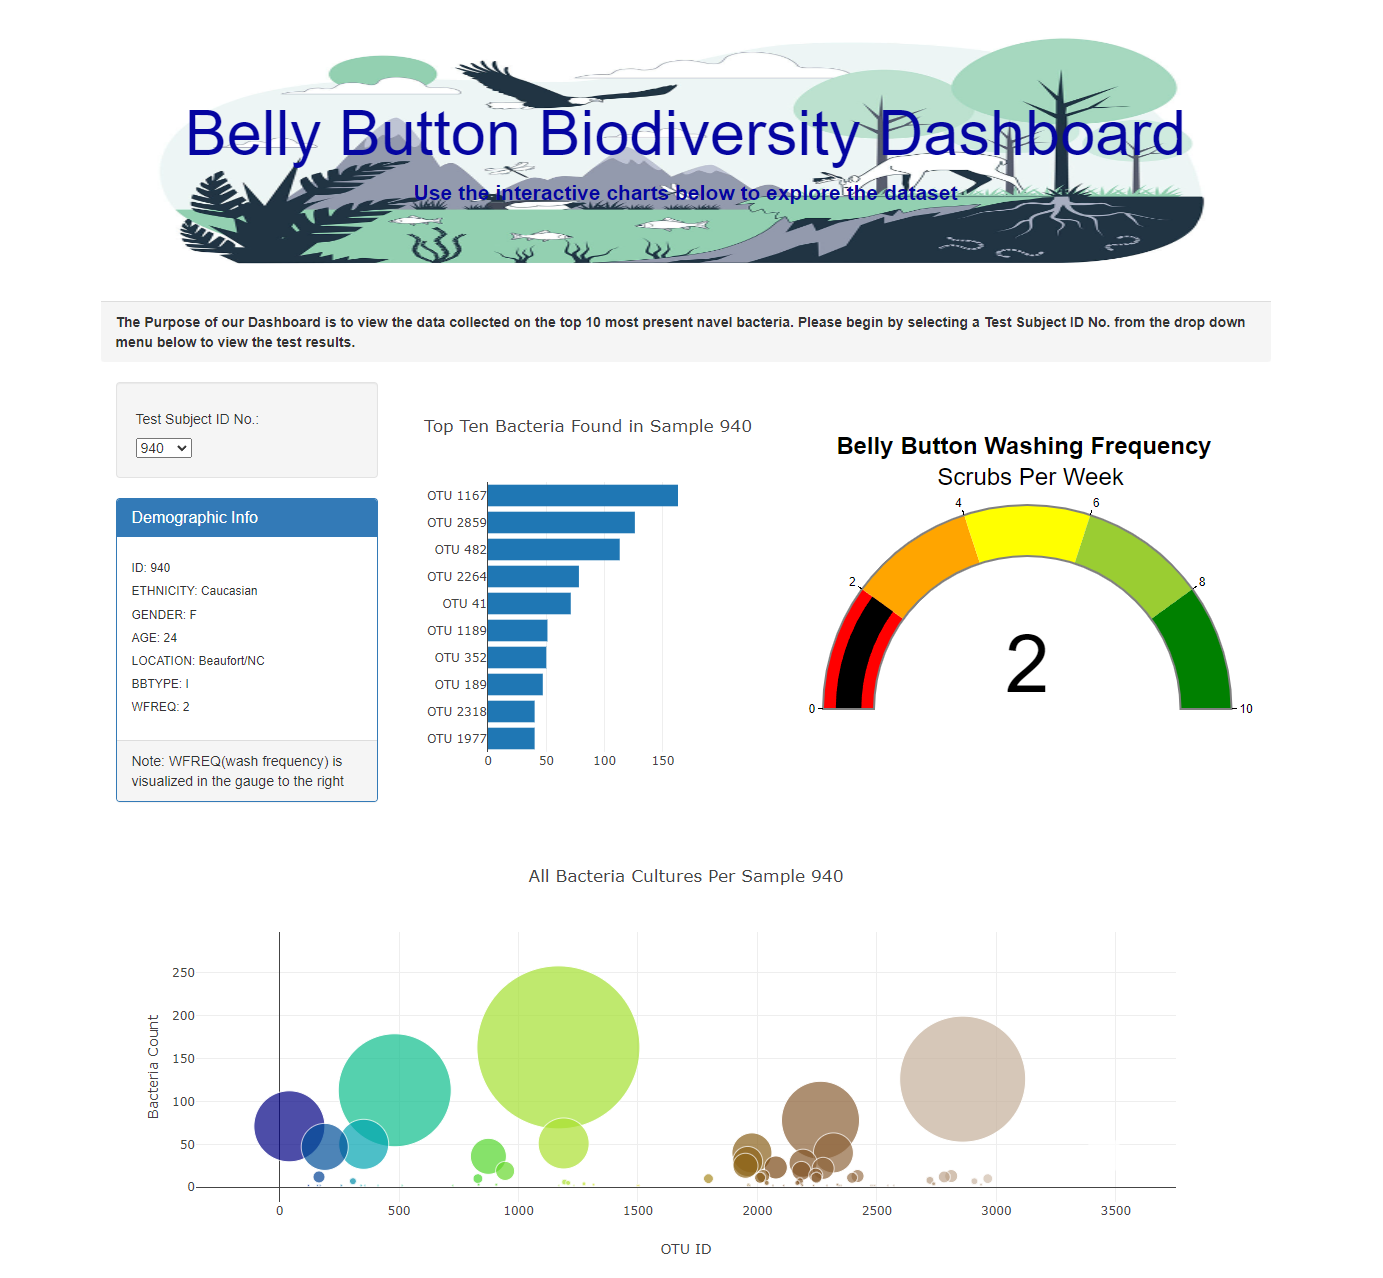 Belly Button Biodiversity Dashboard
Use the interactive charts below to explore the dataset
The Purpose of our Dashboard is to view the data collected on the top 10 most present navel bacteria. Please begin by selecting a Test Subject ID No. from the drop down
menu below to view the test results.
Test Subject ID No.:
940
Demographic Info
ID: 940
ETHNICITY: Caucasian
GENDER: F
AGE: 24
LOCATION: Beaufort/NC
BBTYPE: I
WFREQ: 2
Note: WFREQ(wash frequency) is
visualized in the gauge to the right
Top Ten Bacteria Found in Sample 940
OTU 1167
OTU 2859
OTU 482
OTU 2264
OTU 41
OTU 1189
OTU 352
OTU 189
OTU 2318
OTU 1977
0 50 100 150
Belly Button Washing Frequency
Scrubs Per Week
4 6
2 8
2
0 10
All Bacteria Cultures Per Sample 940
Bacteria Count
250
200
150
100
50
0
0 500 1000 1500 2000 2500 3000 3500
OTU ID